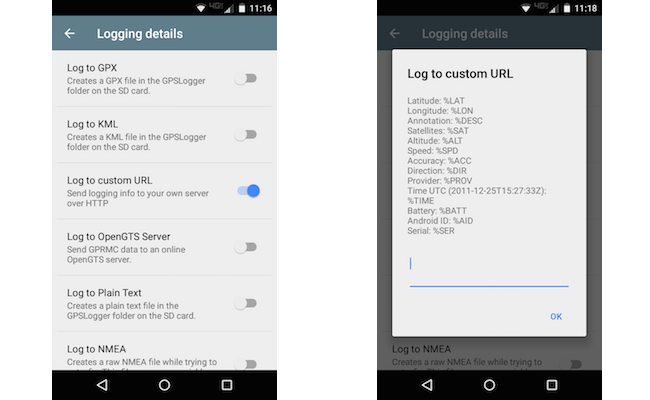 4G 11:16
Logging details
Log to GPX
Creates a GPX file in the GPSLogger
folder on the SD card.
Log to KML
Creates a KML file in the GPSLogger
folder on the SD card.
Log to custom URL
Send logging info to your own server
over HTTP
Log to OpenGTS Server
Send GPRMC data to an online
OpenGTS server.
Log to Plain Text
Creates a plain text file in the
GPSLogger folder on the SD card.
Log to NMEA
Creates a raw NMEA file while trying to
4G 11:18
Logging details
Log to custom URL
Latitude: %LAT
Longitude: %LON
Annotation: %DESC
Satellites: %SAT
Altitude: %ALT
Speed: %SPD
Accuracy: %ACC
Direction: %DIR
Provider: %PROV
Time UTC (2011-12-25T15:27:33Z):
%TIME
Battery: %BATT
Android ID: %AID
Serial: %SER
OK
Log to NMEA
Creates a raw NMEA file while trying to